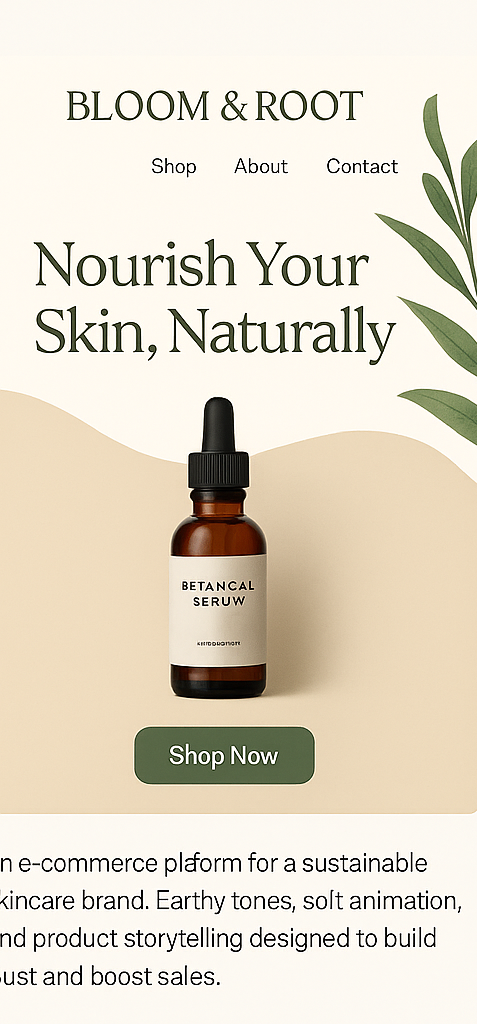 BLOOM & ROOT
Shop About Contact
Nourish Your
Skin, Naturally
BETANCAL
SERUW
Shop Now
n e-commerce plaform for a sustainable
kincare brand. Earthy tones, solt animation,
nd product storytelling designed to build
ust and boost sales.